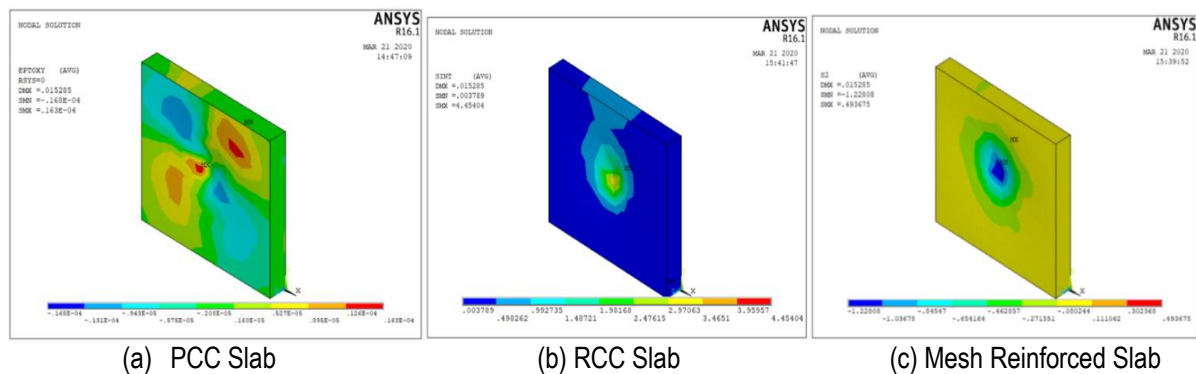 NODAL SOLUTION
ANSYS
R16.1
MAR 21 2020
14:47:09
EPTOXY (AVG)
RSYS=0
DMX =.015285
SMN =-.168E-04
SMX =.163E-04
MX
X
-.168E-04 -.943E-05 -.208E-05 .527E-05 .126E-04
-.131E-04 -.575E-05 .160E-05 .895E-05 .163E-04
(a) PCC Slab
NODAL SOLUTION
ANSYS
R16.1
MAR 21 2020
15:41:47
SINT (AVG)
DMX =.015285
SMN =.003789
SMX =4.45404
X
.003789 .992735 1.98168 2.97063 3.95957
.498262 1.48721 2.47615 3.4651 4.45404
(b) RCC Slab
NODAL SOLUTION
ANSYS
R16.1
MAR 21 2020
15:39:52
S2 (AVG)
DMX =.015285
SMN =-1.22808
SMX =.493675
MX
X
-1.22808 -.84547 -.462857 -.080244 .302368
-1.03675 -.654164 -.271551 .111062 .493675
(c) Mesh Reinforced Slab